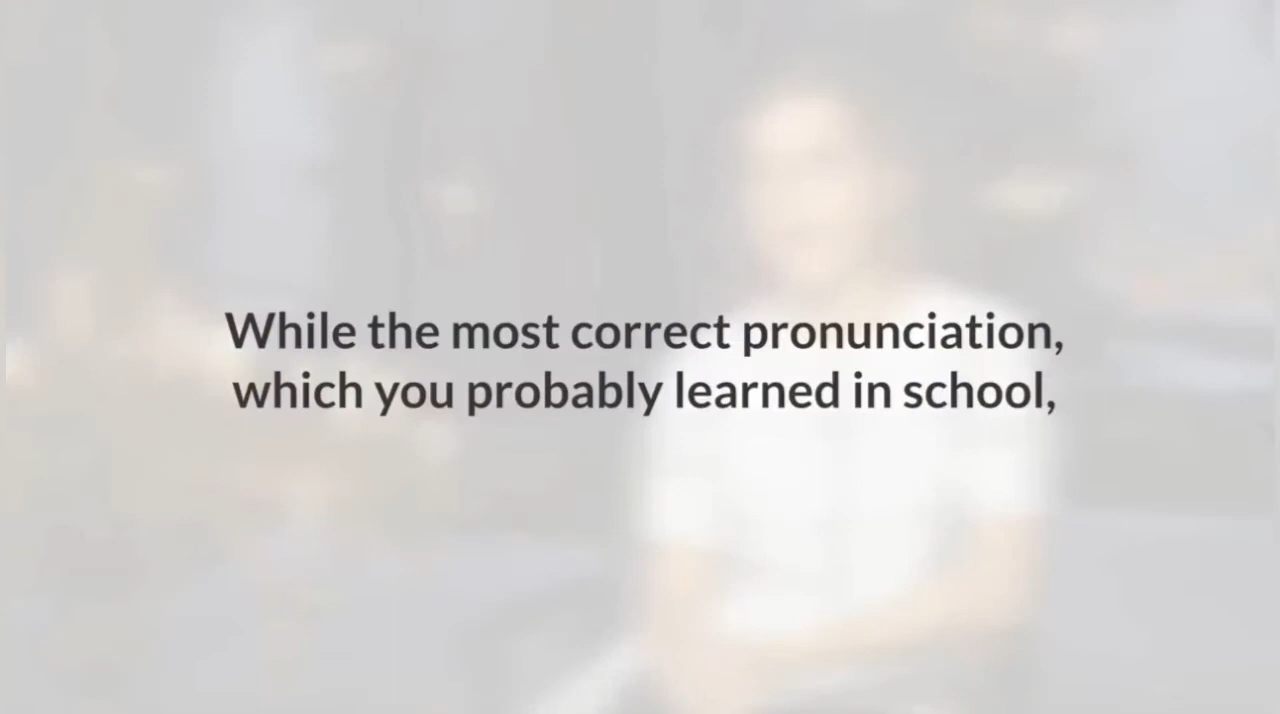 While the most correct pronunciation,
which you probably learned in school,